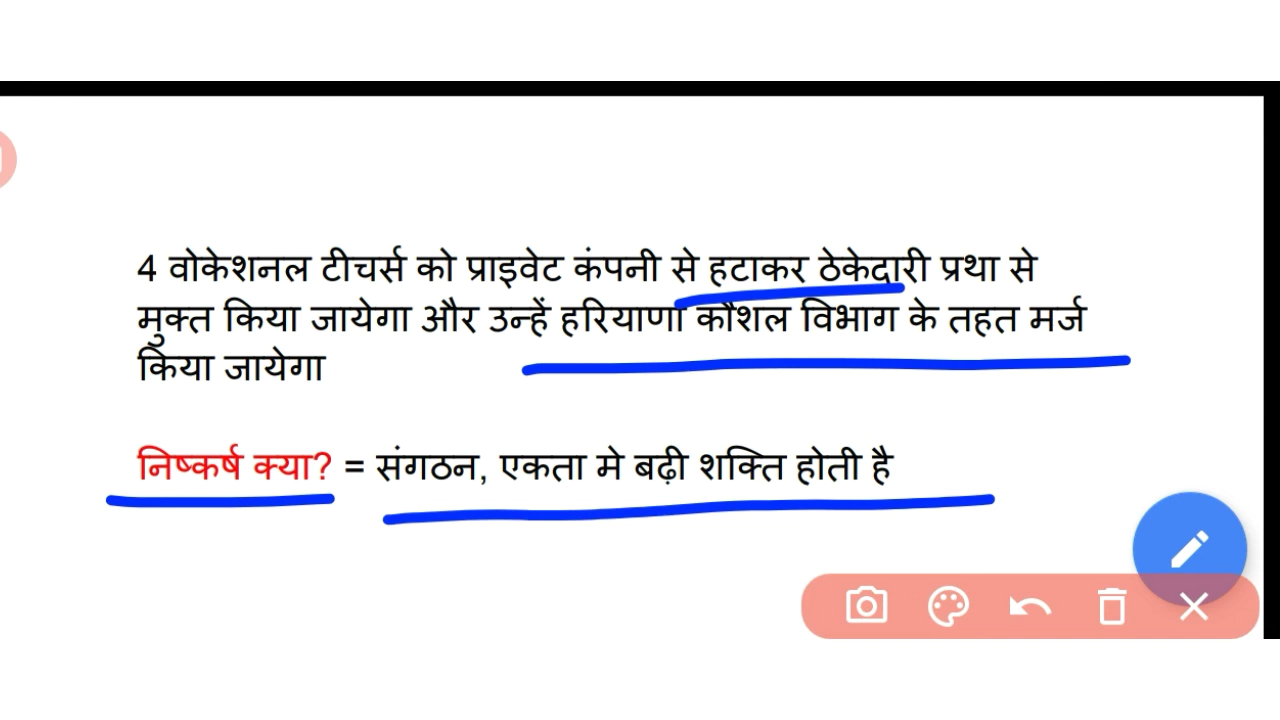 4 वोकेशनल टीचर्स को प्राइवेट कंपनी से हटाकर ठेकेदारी प्रथा से
मुक्त किया जायेगा और उन्हें हरियाणा कौशल विभाग के तहत मर्ज
किया जायेगा
निष्कर्ष क्या? = संगठन, एकता मे बढ़ी शक्ति होती है